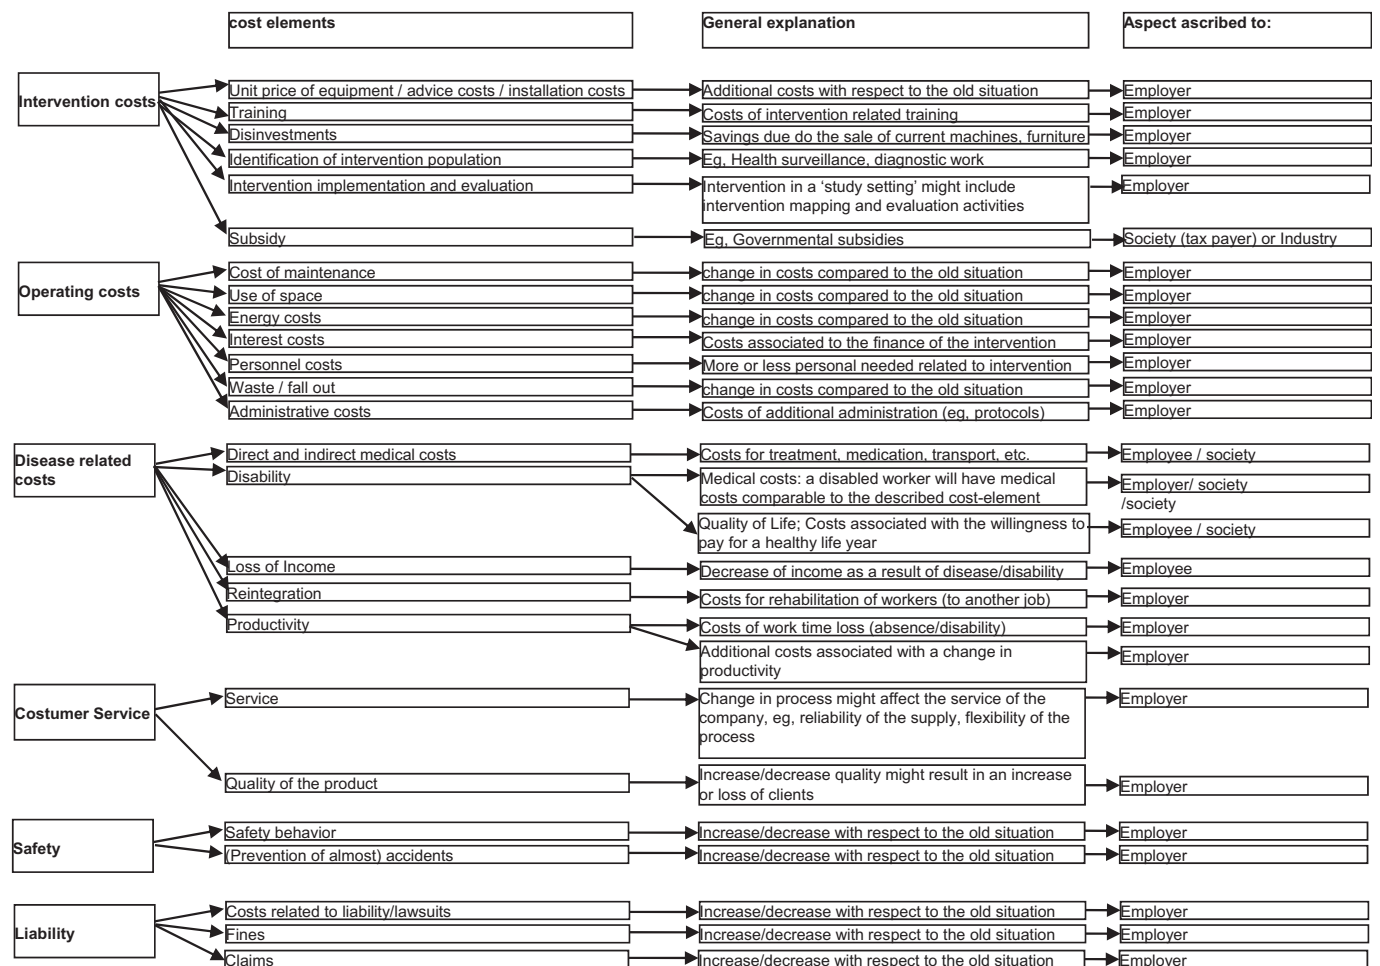 cost elements
General explanation
Aspect ascribed to:
Intervention costs
Unit price of equipment / advice costs / installation costs
Additional costs with respect to the old situation
Employer
Training
Costs of intervention related training
Employer
Disinvestments
Savings due do the sale of current machines, furniture
Employer
Identification of intervention population
Eg, Health surveillance, diagnostic work
Employer
Intervention implementation and evaluation
Intervention in a ‘study setting’ might include
intervention mapping and evaluation activities
Employer
Subsidy
Eg, Governmental subsidies
Society (tax payer) or Industry
Operating costs
Cost of maintenance
change in costs compared to the old situation
Employer
Use of space
change in costs compared to the old situation
Employer
Energy costs
change in costs compared to the old situation
Employer
Interest costs
Costs associated to the finance of the intervention
Employer
Personnel costs
More or less personal needed related to intervention
Employer
Waste / fall out
change in costs compared to the old situation
Employer
Administrative costs
Costs of additional administration (eg, protocols)
Employer
Disease related
costs
Direct and indirect medical costs
Costs for treatment, medication, transport, etc.
Employee / society
Disability
Medical costs: a disabled worker will have medical
costs comparable to the described cost-element
Employer/ society
/society
Quality of Life; Costs associated with the willingness to
pay for a healthy life year
Employee / society
Loss of Income
Decrease of income as a result of disease/disability
Employee
Reintegration
Costs for rehabilitation of workers (to another job)
Employer
Productivity
Costs of work time loss (absence/disability)
Employer
Additional costs associated with a change in
productivity
Employer
Costumer Service
Service
Change in process might affect the service of the
company, eg, reliability of the supply, flexibility of the
process
Employer
Quality of the product
Increase/decrease quality might result in an increase
or loss of clients
Employer
Safety
Safety behavior
Increase/decrease with respect to the old situation
Employer
(Prevention of almost) accidents
Increase/decrease with respect to the old situation
Employer
Liability
Costs related to liability/lawsuits
Increase/decrease with respect to the old situation
Employer
Fines
Increase/decrease with respect to the old situation
Employer
Claims
Increase/decrease with respect to the old situation
Employer